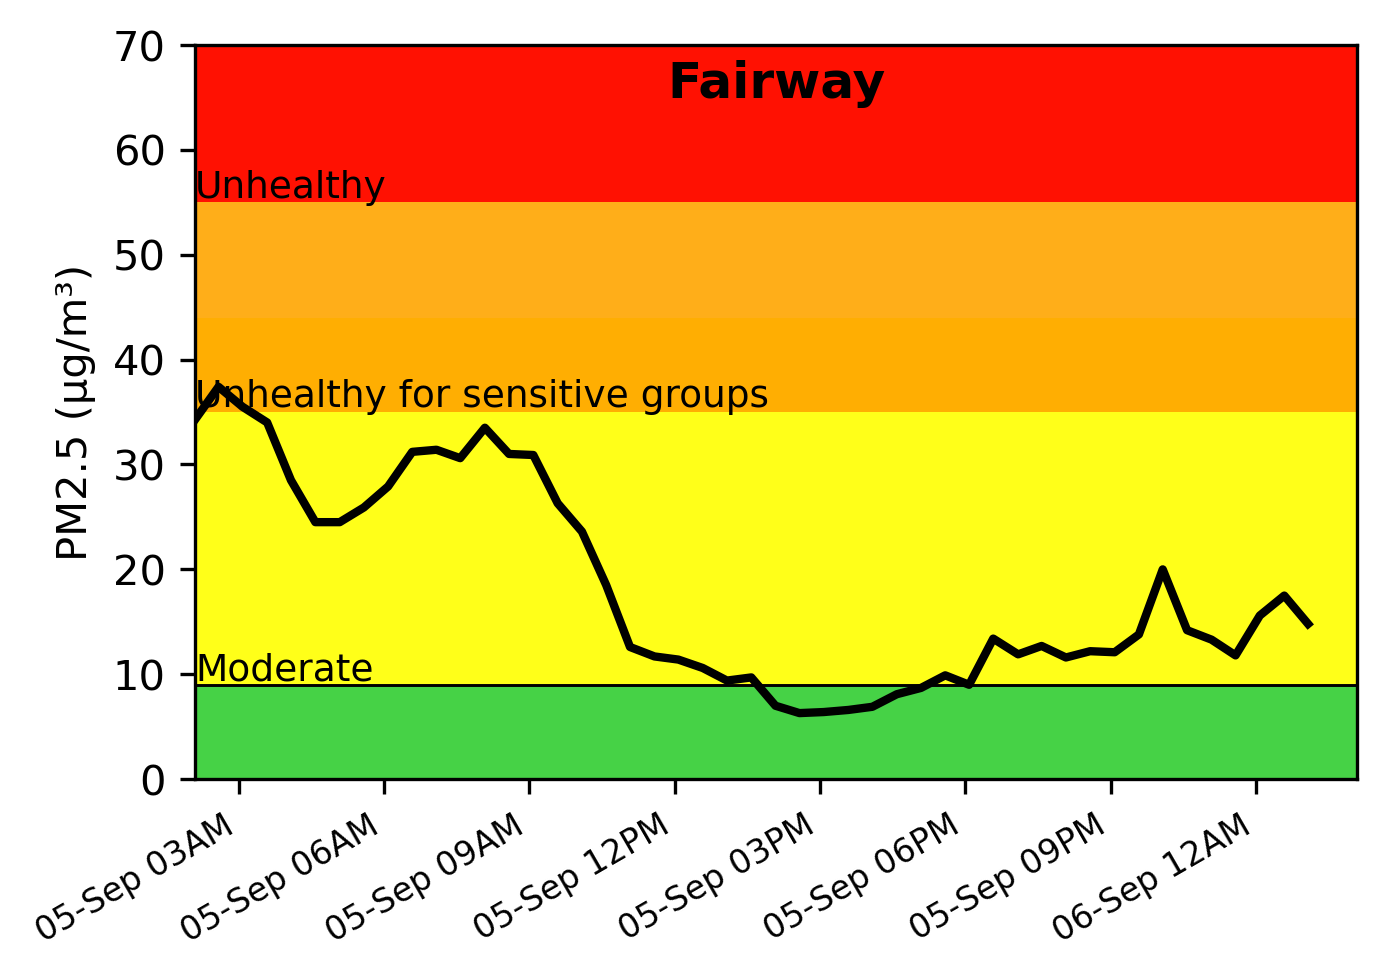 Fairway
70
60
50
40
30
20
10
0
PM2.5 (µg/m³)
Unhealthy
Unhealthy for sensitive groups
Moderate
05-Sep 03AM
05-Sep 06AM
05-Sep 09AM
05-Sep 12PM
05-Sep 03PM
05-Sep 06PM
05-Sep 09PM
06-Sep 12AM